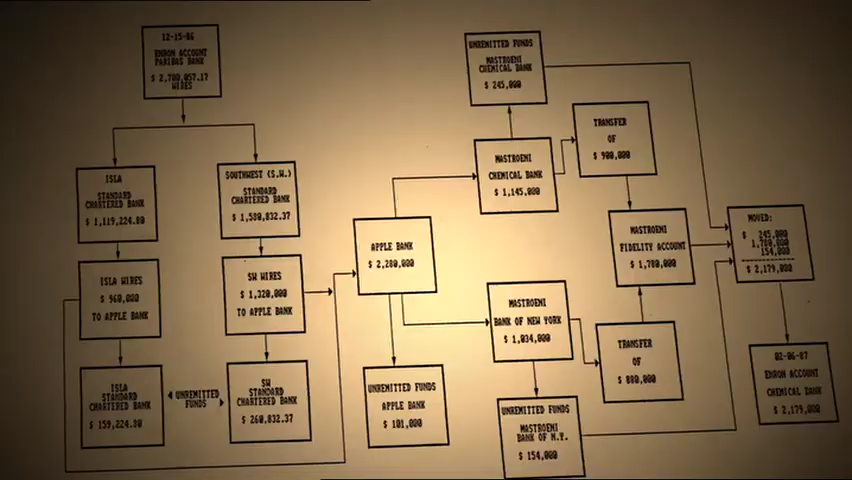 12-15-86
ENRON ACCOUNT
PARIBAS BANK
$ 2,700,057.17
WIRES
ISLA
STANDARD
CHARTERED BANK
$ 1,119,224.80
SOUTHWEST (S.W.)
STANDARD
CHARTERED BANK
$ 1,580,832.37
ISLA WIRES
$ 960,000
TO APPLE BANK
SW WIRES
$ 1,320,000
TO APPLE BANK
ISLA
STANDARD
CHARTERED BANK
$ 159,224.80
UNREMITTED
FUNDS
SW
STANDARD
CHARTERED BANK
$ 260,832.37
APPLE BANK
$ 2,280,000
UNREMITTED FUNDS
APPLE BANK
$ 101,000
UNREMITTED FUNDS
MASTROENI
CHEMICAL BANK
$ 245,000
MASTROENI
CHEMICAL BANK
$ 1,145,000
TRANSFER
OF
$ 900,000
MASTROENI
FIDELITY ACCOUNT
$ 1,780,000
MASTROENI
BANK OF NEW YORK
$ 1,034,000
TRANSFER
OF
$ 880,000
UNREMITTED FUNDS
MASTROENI
BANK OF N.Y.
$ 154,000
MOVED:
$ 245,000
1,780,000
154,000
$ 2,179,000
02-06-87
ENRON ACCOUNT
CHEMICAL BANK
$ 2,179,000